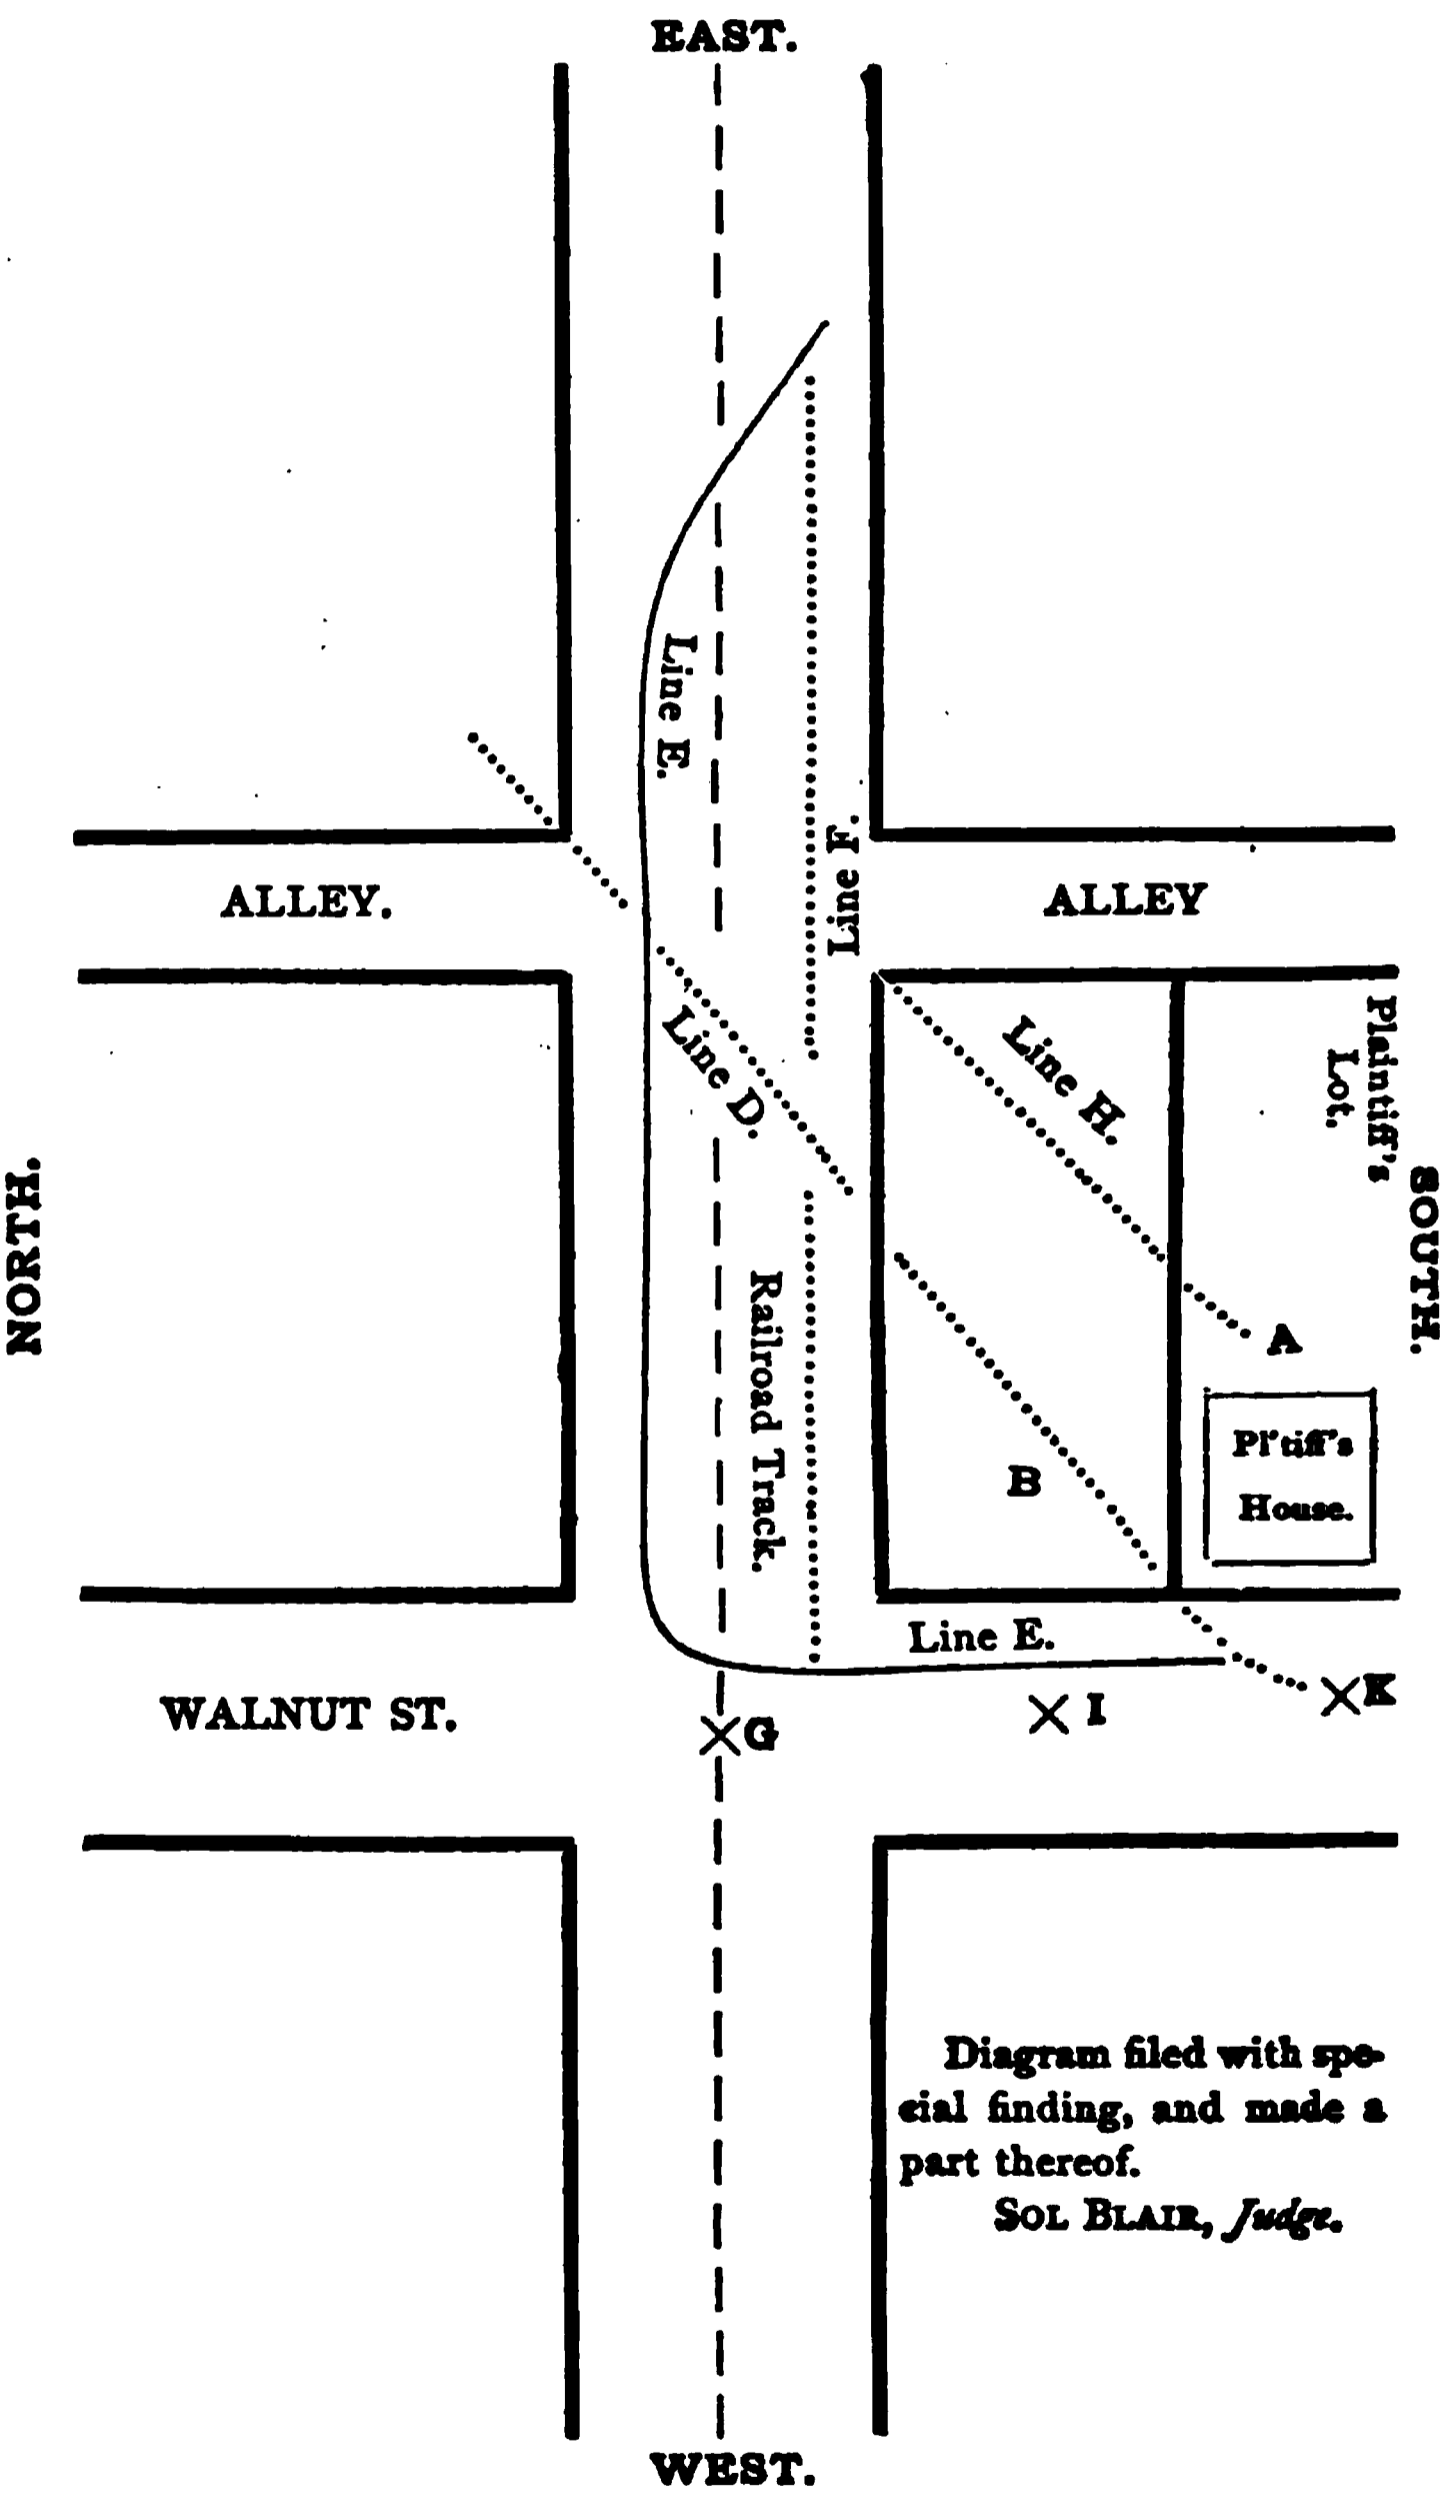 EAST.
Line E.
Line F.
ALLEY.
ALLEY
Line D.
Line H.
Plaintiff's
Lot.
NORTH.
SOUTH.
A
Railroad Track.
B
Pl'tiff's
House.
Line E.
WALNUT ST.
G
I
K
Diagram filed with spe-
cial finding, and made a
part thereof.
SOL BLAIR, Judge.
WEST.